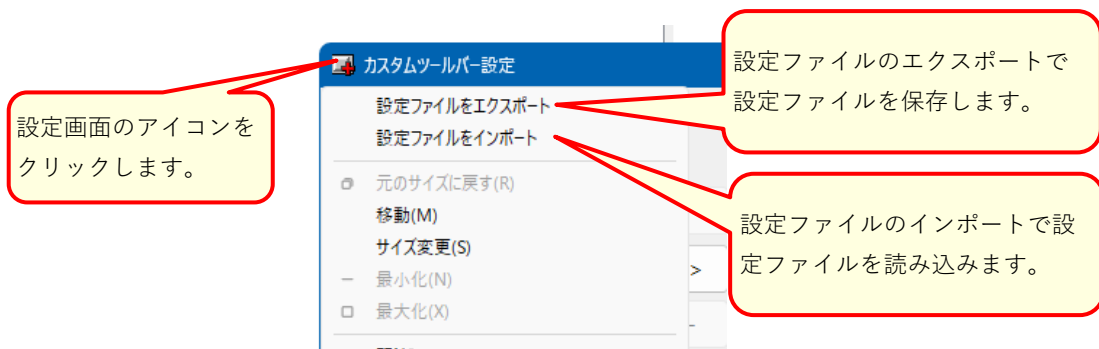 カスタムツールバー設定
設定ファイルをエクスポート
設定ファイルをインポート
元のサイズに戻す(R)
移動(M)
サイズ変更(S)
最小化(N)
最大化(X)
>
設定画面のアイコンを
クリックします。
設定ファイルのエクスポートで
設定ファイルを保存します。
設定ファイルのインポートで設
定ファイルを読み込みます。